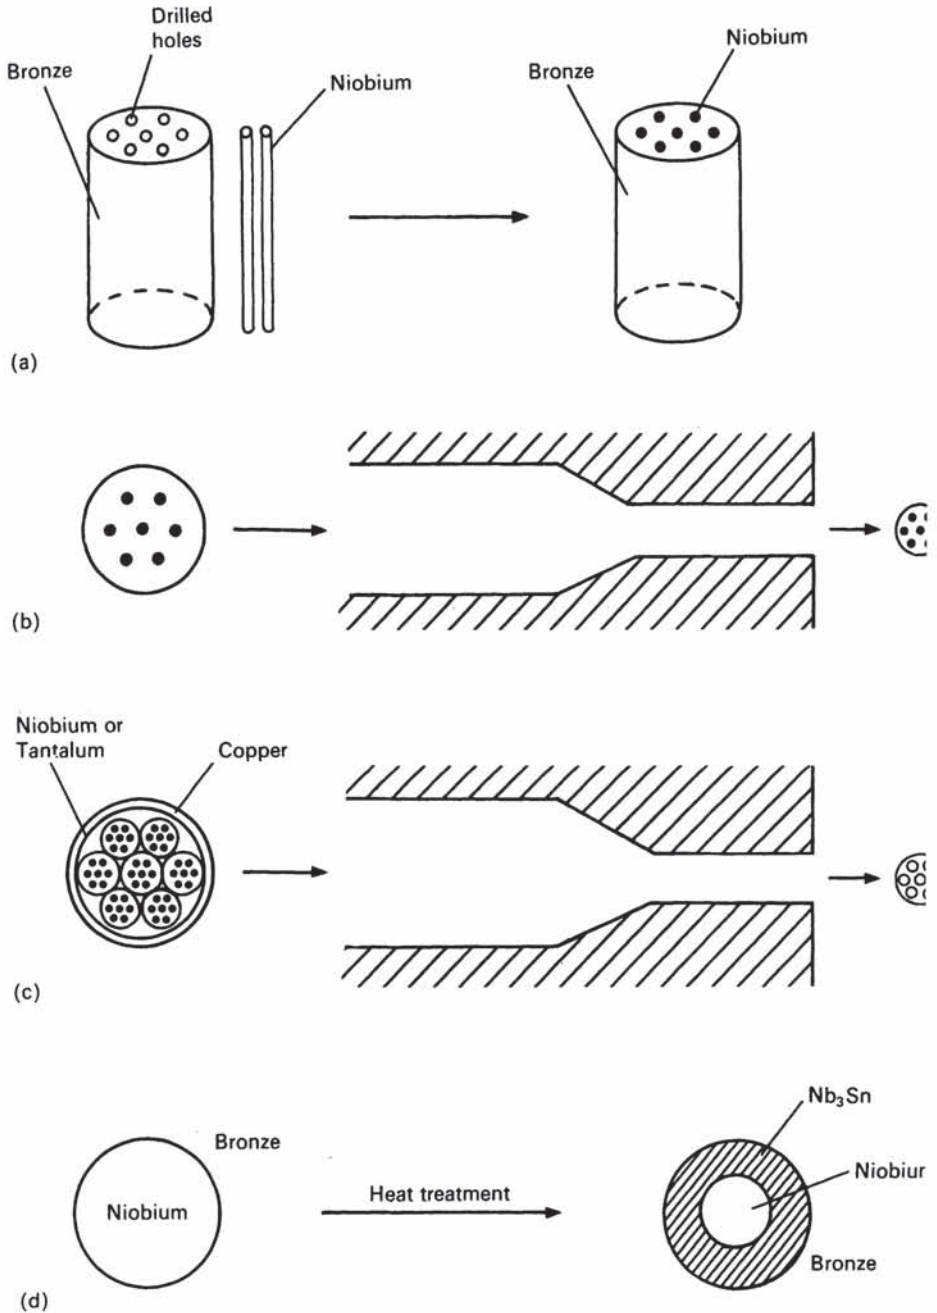 Drilled
holes
Bronze
Niobium
Bronze
Niobium
(a)
(b)
Niobium or
Tantalum
Copper
(c)
Bronze
Niobium
Heat treatment
Nb₃Sn
Niobiur
Bronze
(d)